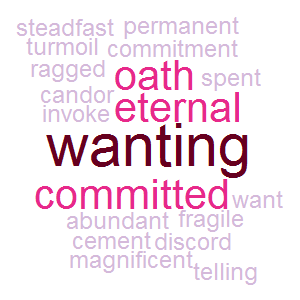 steadfast permanent
turmoil commitment
ragged oath spent
candor eternal
invoke
wanting
committed want
abundant fragile
cement discord
magnificent
telling